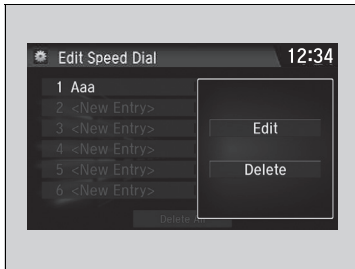 Edit Speed Dial 12:34
1 Aaa
2 <New Entry>
3 <New Entry>
Edit
4 <New Entry>
5 <New Entry>
Delete
6 <New Entry>
Delete